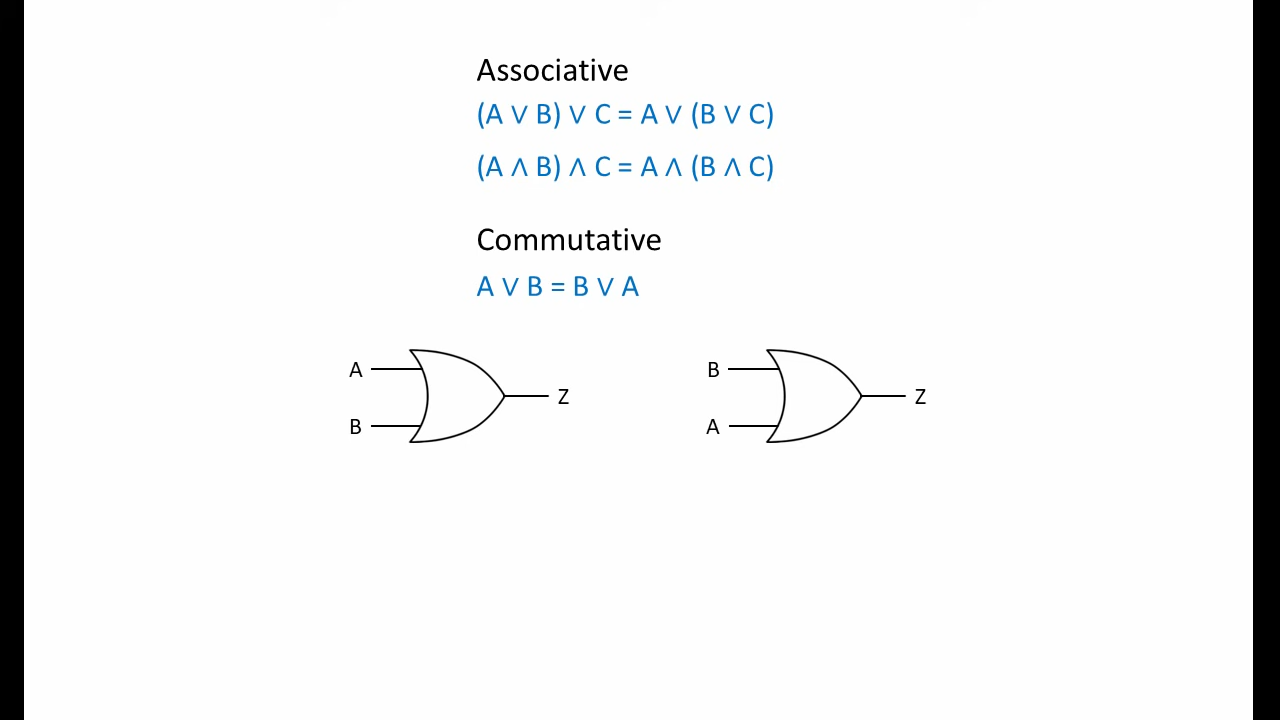 Associative
(A ∨ B) ∨ C = A ∨ (B ∨ C)
(A ∧ B) ∧ C = A ∧ (B ∧ C)
Commutative
A ∨ B = B ∨ A
A
B
Z
B
A
Z